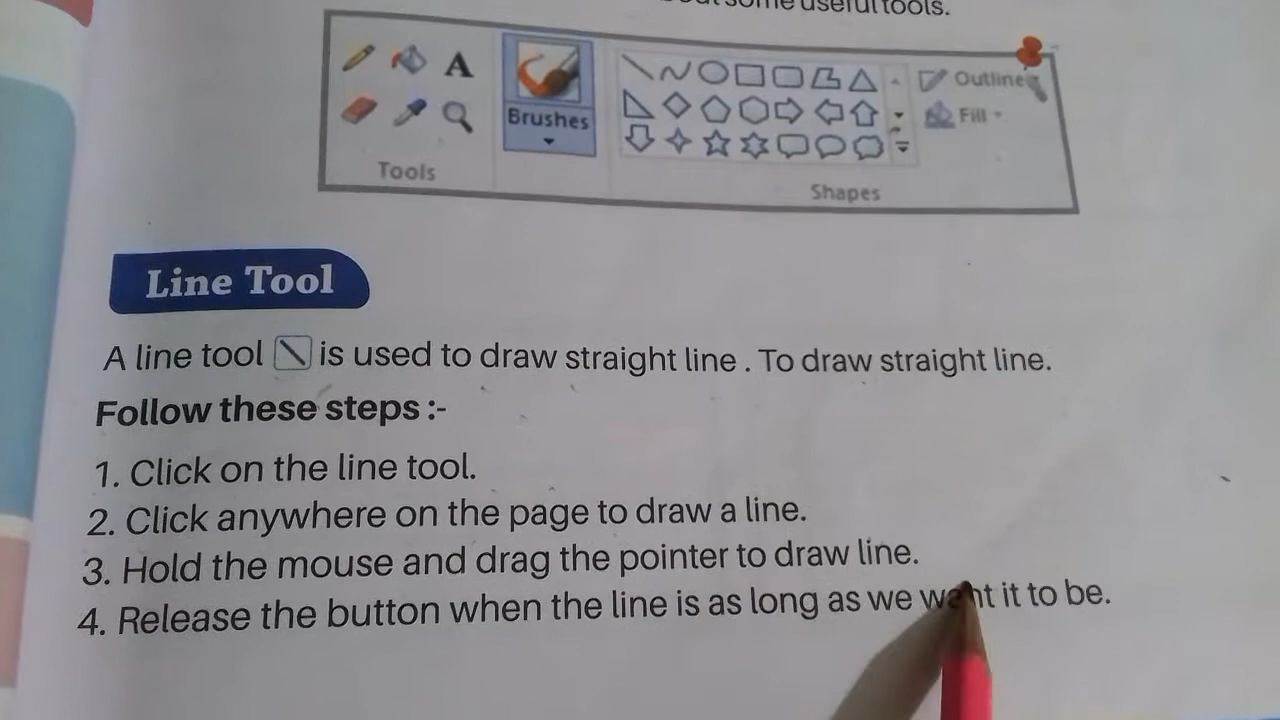 some useful tools.
A
Outline
Brushes
Fill
Tools
Shapes
Line Tool
A line tool is used to draw straight line . To draw straight line.
Follow these steps :-
1. Click on the line tool.
2. Click anywhere on the page to draw a line.
3. Hold the mouse and drag the pointer to draw line.
4. Release the button when the line is as long as we want it to be.